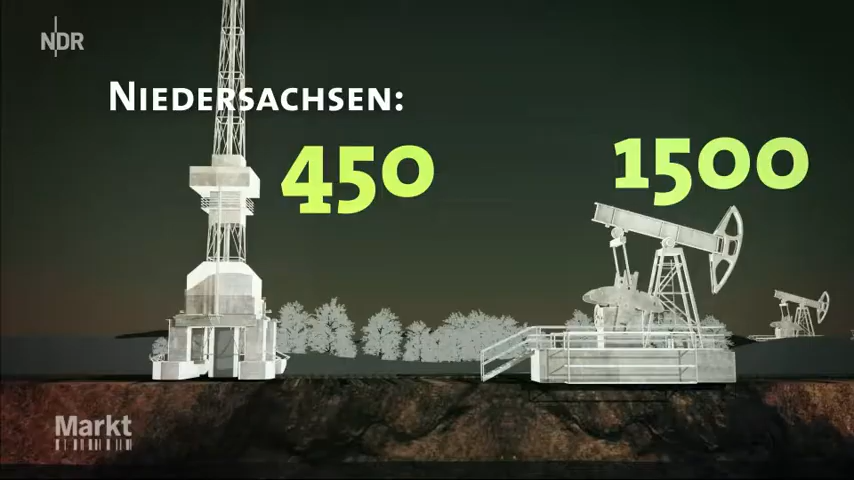 NDR
NIEDERSACHSEN:
450
1500
Markt